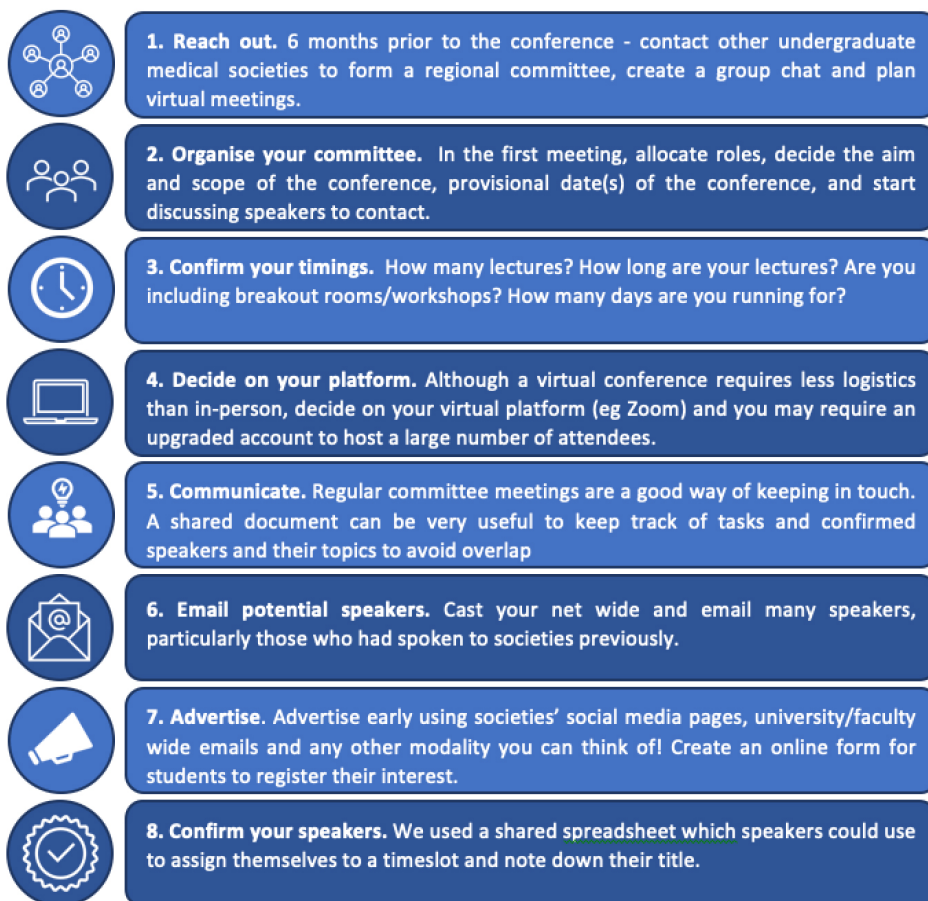 1. Reach out. 6 months prior to the conference - contact other undergraduate
medical societies to form a regional committee, create a group chat and plan
virtual meetings.
2. Organise your committee. In the first meeting, allocate roles, decide the aim
and scope of the conference, provisional date(s) of the conference, and start
discussing speakers to contact.
3. Confirm your timings. How many lectures? How long are your lectures? Are you
including breakout rooms/workshops? How many days are you running for?
4. Decide on your platform. Although a virtual conference requires less logistics
than in-person, decide on your virtual platform (eg Zoom) and you may require an
upgraded account to host a large number of attendees.
5. Communicate. Regular committee meetings are a good way of keeping in touch.
A shared document can be very useful to keep track of tasks and confirmed
speakers and their topics to avoid overlap
@
6. Email potential speakers. Cast your net wide and email many speakers,
particularly those who had spoken to societies previously.
7. Advertise. Advertise early using societies’ social media pages, university/faculty
wide emails and any other modality you can think of! Create an online form for
students to register their interest.
8. Confirm your speakers. We used a shared spreadsheet which speakers could use
to assign themselves to a timeslot and note down their title.